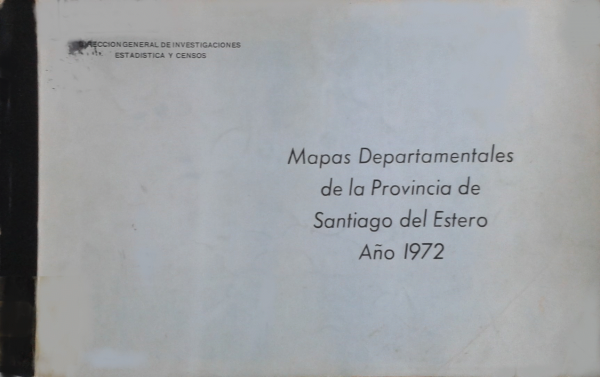 DIRECCION GENERAL DE INVESTIGACIONES
ESTADISTICA Y CENSOS
Mapas Departamentales
de la Provincia de
Santiago del Estero
Año 1972